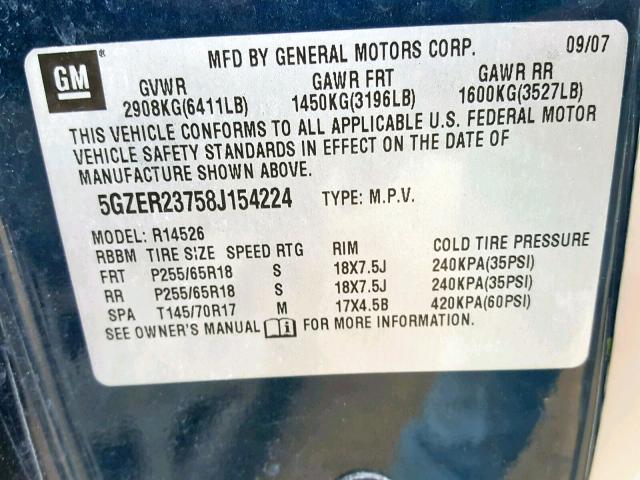 GM ®
MFD BY GENERAL MOTORS CORP. 09/07
GVWR GAWR FRT GAWR RR
2908KG(6411LB) 1450KG(3196LB) 1600KG(3527LB)
THIS VEHICLE CONFORMS TO ALL APPLICABLE U.S. FEDERAL MOTOR
VEHICLE SAFETY STANDARDS IN EFFECT ON THE DATE OF
MANUFACTURE SHOWN ABOVE.
5GZER23758J154224 TYPE: M.P.V.
MODEL: R14526
RBBM TIRE SIZE SPEED RTG RIM COLD TIRE PRESSURE
FRT P255/65R18 S 18X7.5J 240KPA(35PSI)
RR P255/65R18 S 18X7.5J 240KPA(35PSI)
SPA T145/70R17 M 17X4.5B 420KPA(60PSI)
SEE OWNER'S MANUAL i FOR MORE INFORMATION.